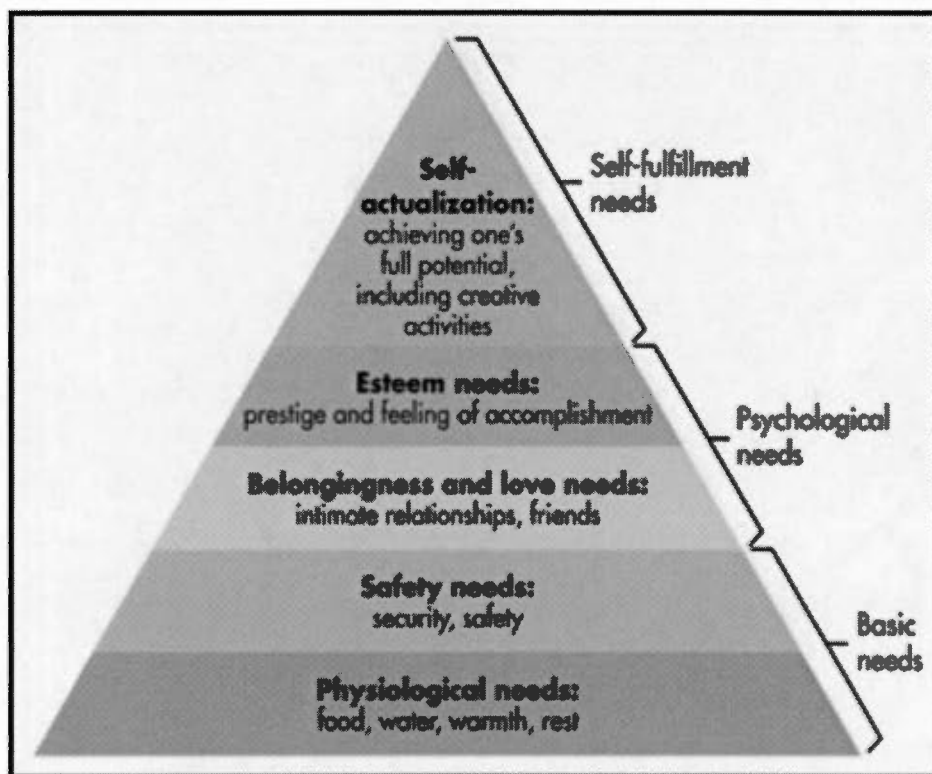 Self-
actualization:
achieving one's
full potential,
including creative
activities
Self-fulfillment
needs
Esteem needs:
prestige and feeling of accomplishment
Psychological
needs
Belongingness and love needs:
intimate relationships, friends
Safety needs:
security, safety
Basic
needs
Physiological needs:
food, water, warmth, rest